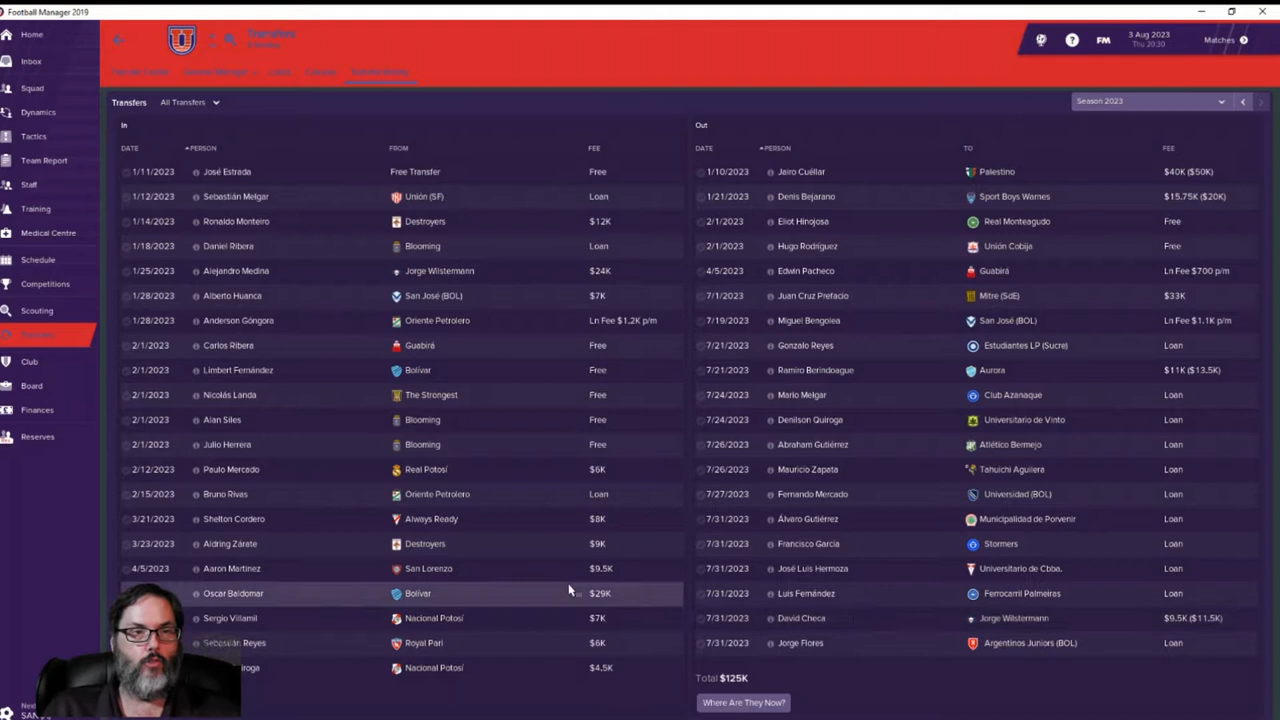 Football Manager 2019
Home
Inbox
Squad
Dynamics
Tactics
Team Report
Staff
Training
Medical Centre
Schedule
Competitions
Scouting
Transfers
Club
Board
Finances
Reserves
Transfers
3 Aug 2023
Thu 20:30
FM
?
Matches
Transfers All Transfers
Season 2023
In
DATE PERSON FROM FEE
1/11/2023 José Estrada Free Transfer Free
1/12/2023 Sebastián Melgar Unión (SF) Loan
1/14/2023 Ronaldo Monteiro Destroyers $12K
1/18/2023 Daniel Ribera Blooming Loan
1/25/2023 Alejandro Medina Jorge Wilstermann $24K
1/28/2023 Alberto Huanca San José (BOL) $7K
1/28/2023 Anderson Góngora Oriente Petrolero Ln Fee $1.2K p/m
2/1/2023 Carlos Ribera Guabirá Free
2/1/2023 Limbert Fernández Bolívar Free
2/1/2023 Nicolás Landa The Strongest Free
2/1/2023 Alan Siles Blooming Free
2/1/2023 Julio Herrera Blooming Free
2/12/2023 Paulo Mercado Real Potosí $6K
2/15/2023 Bruno Rivas Oriente Petrolero Loan
3/21/2023 Shelton Cordero Always Ready $8K
3/23/2023 Aldring Zárate Destroyers $9K
4/5/2023 Aaron Martinez San Lorenzo $9.5K
Oscar Baldomar Bolívar $29K
Sergio Villamil Nacional Potosí $7K
Sebastián Reyes Royal Pari $6K
Nacional Potosí $4.5K
Out
DATE PERSON TO FEE
1/10/2023 Jairo Cuéllar Palestino $40K ($50K)
1/21/2023 Denis Bejarano Sport Boys Warnes $15.75K ($20K)
2/1/2023 Eliot Hinojosa Real Monteagudo Free
2/1/2023 Hugo Rodríguez Unión Cobija Free
4/5/2023 Edwin Pacheco Guabirá Ln Fee $700 p/m
7/1/2023 Juan Cruz Prefacio Mitre (SdE) $33K
7/19/2023 Miguel Bengolea San José (BOL) Ln Fee $1.1K p/m
7/21/2023 Gonzalo Reyes Estudiantes LP (Sucre) Loan
7/21/2023 Ramiro Berindoague Aurora $11K ($13.5K)
7/24/2023 Mario Melgar Club Azanaque Loan
7/24/2023 Denilson Quiroga Universitario de Vinto Loan
7/26/2023 Abraham Gutiérrez Atlético Bermejo Loan
7/26/2023 Mauricio Zapata Tahuichi Aguilera Loan
7/27/2023 Fernando Mercado Universidad (BOL) Loan
7/31/2023 Álvaro Gutiérrez Municipalidad de Porvenir Loan
7/31/2023 Francisco García Stormers Loan
7/31/2023 José Luis Hermoza Universitario de Cbba. Loan
7/31/2023 Luis Fernández Ferrocarril Palmeiras Loan
7/31/2023 David Checa Jorge Wilstermann $9.5K ($11.5K)
7/31/2023 Jorge Flores Argentinos Juniors (BOL) Loan
Total $125K
Where Are They Now?